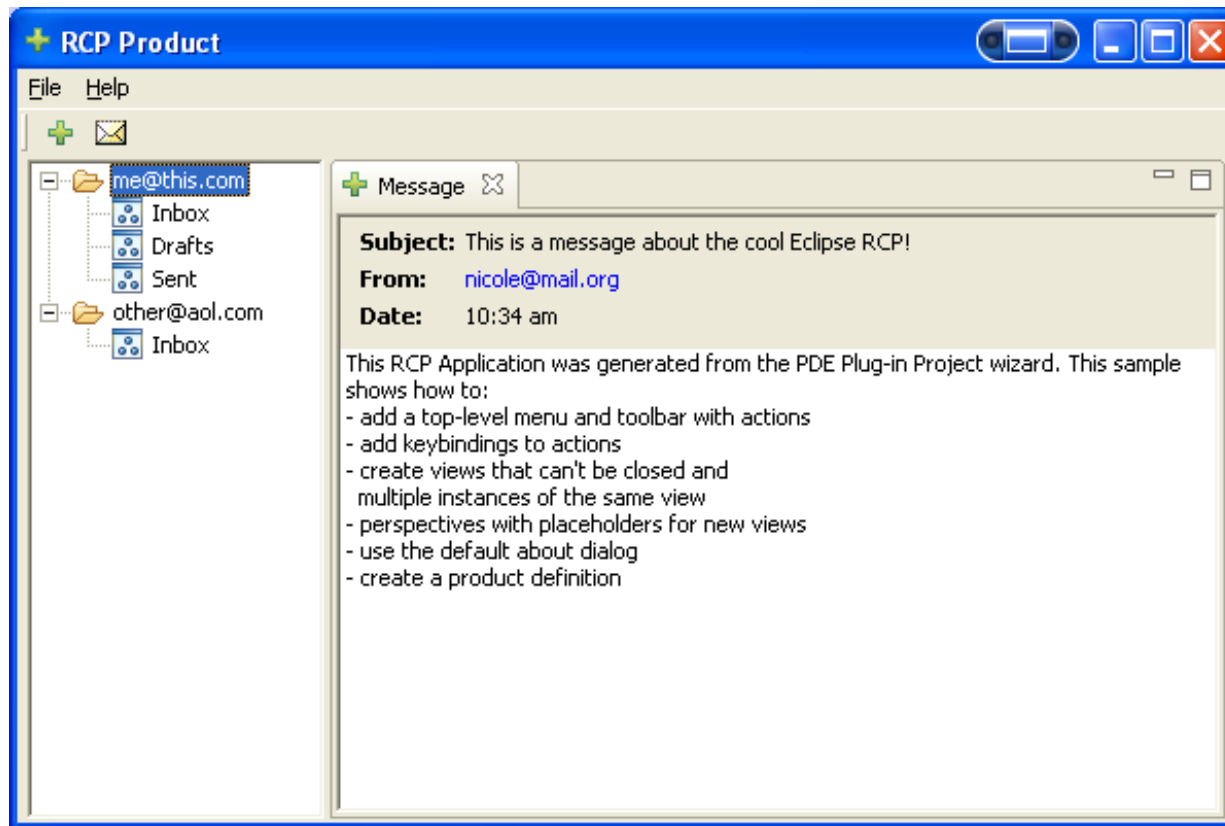 RCP Product
File Help
me@this.com
Inbox
Drafts
Sent
other@aol.com
Inbox
Message
Subject: This is a message about the cool Eclipse RCP!
From: nicole@mail.org
Date: 10:34 am
This RCP Application was generated from the PDE Plug-in Project wizard. This sample
shows how to:
- add a top-level menu and toolbar with actions
- add keybindings to actions
- create views that can't be closed and
multiple instances of the same view
- perspectives with placeholders for new views
- use the default about dialog
- create a product definition